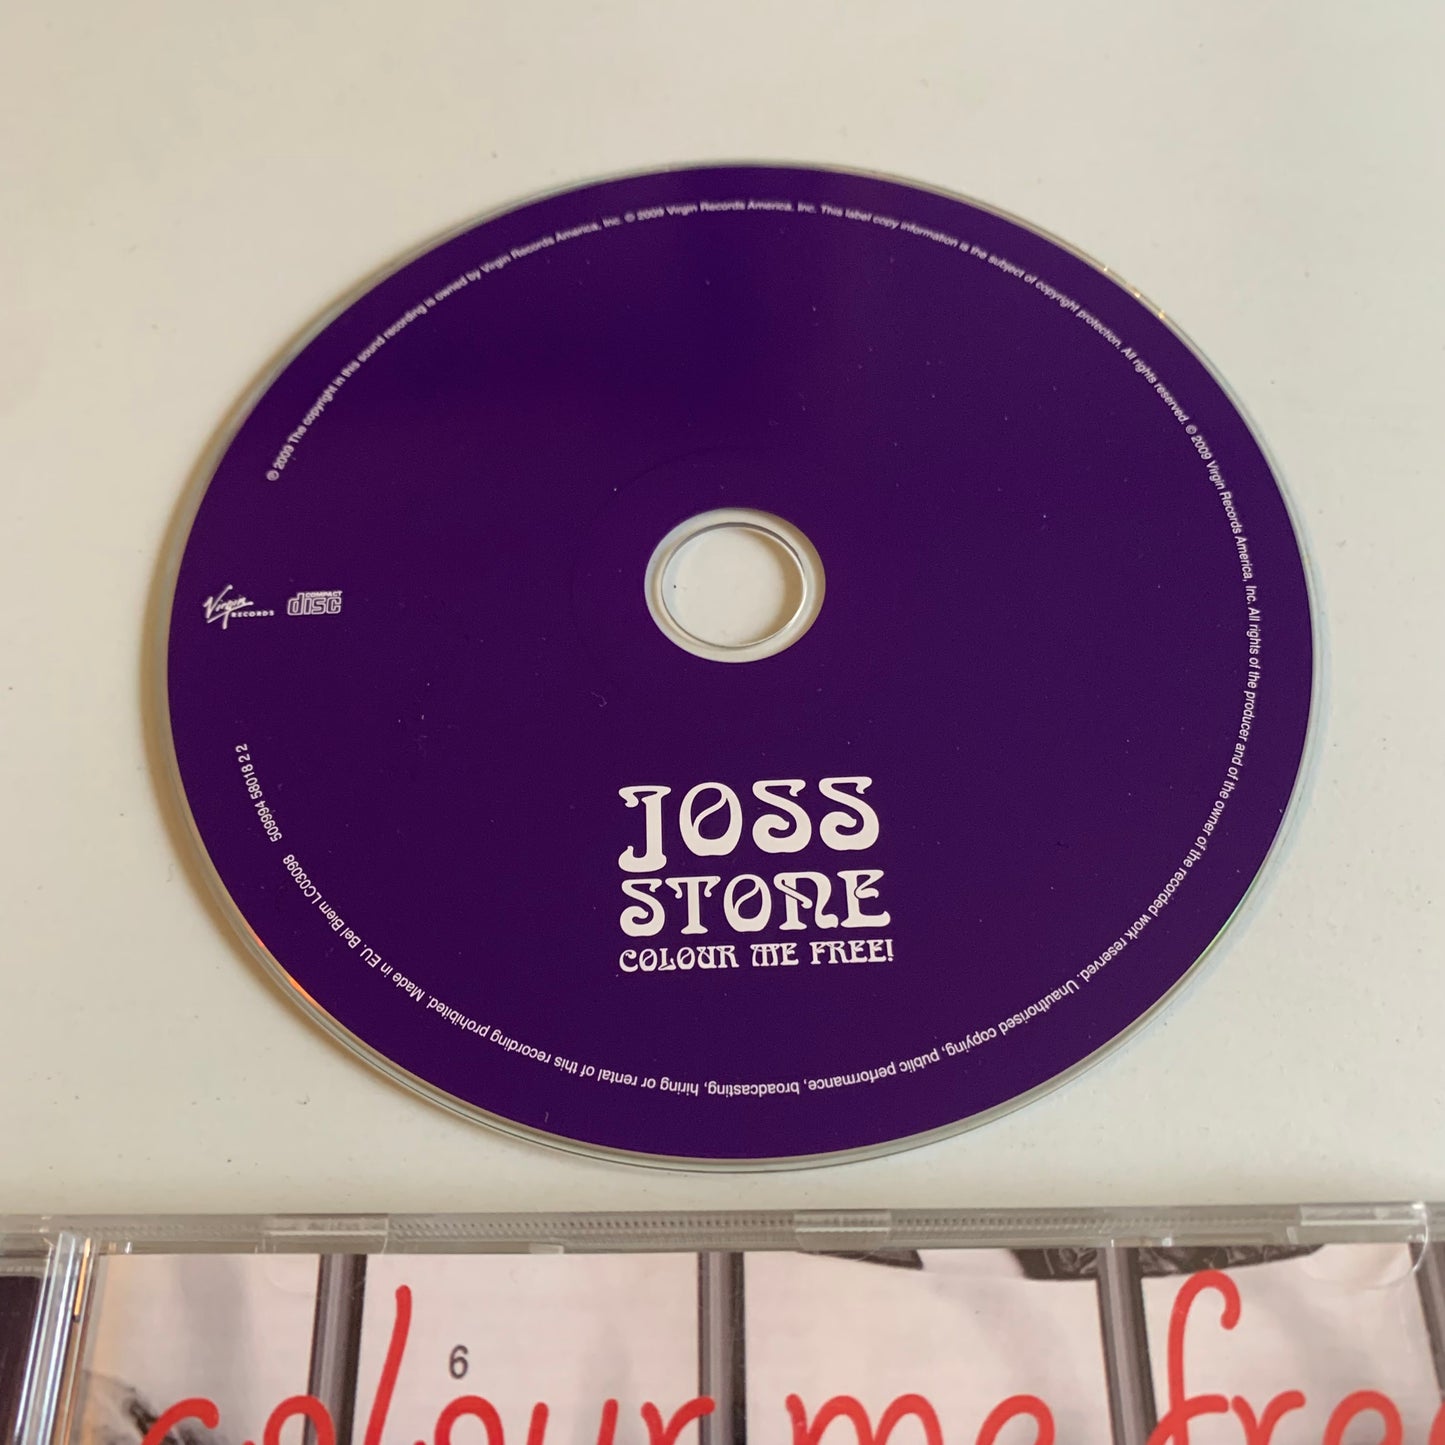 ℗ 2009 The copyright in this sound recording is owned by Virgin Records America, Inc. © 2009 Virgin Records America, Inc. This label copy information is the subject of copyright protection. All rights reserved. © 2009 Virgin Records America, Inc. All rights of the producer and of the owner of the recorded work reserved. Unauthorised copying, public performance, broadcasting, hiring or rental of this recording prohibited. Made in EU. Bel Biem LC03098 509994 58018 2 2
Virgin RECORDS
COMPACT disc
JOSS
STONE
COLOUR ME FREE!
6
colour me free